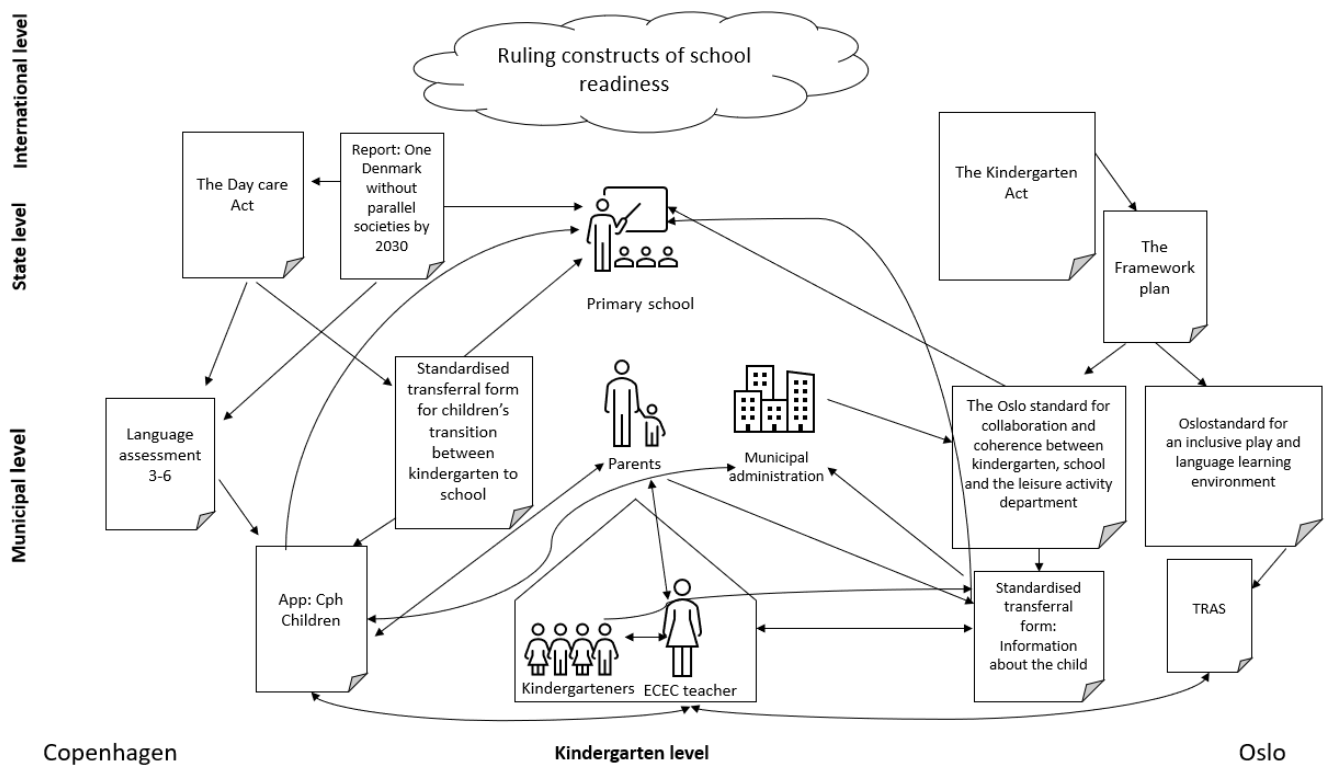 International level
Ruling constructs of school
readiness
State level
The Day care
Act
Report: One
Denmark
without
parallel
societies by
2030
Primary school
The Kindergarten
Act
The
Framework
plan
Municipal level
Language
assessment
3-6
Standardised
transferral form
for children's
transition
between
kindergarten to
school
Parents
Municipal
administration
The Oslo standard for
collaboration and
coherence between
kindergarten, school
and the leisure activity
department
Oslostandard for
an inclusive play and
language learning
environment
App: Cph
Children
Kindergarteners
ECEC teacher
Standardised
transferral
form:
Information
about the child
TRAS
Copenhagen
Kindergarten level
Oslo